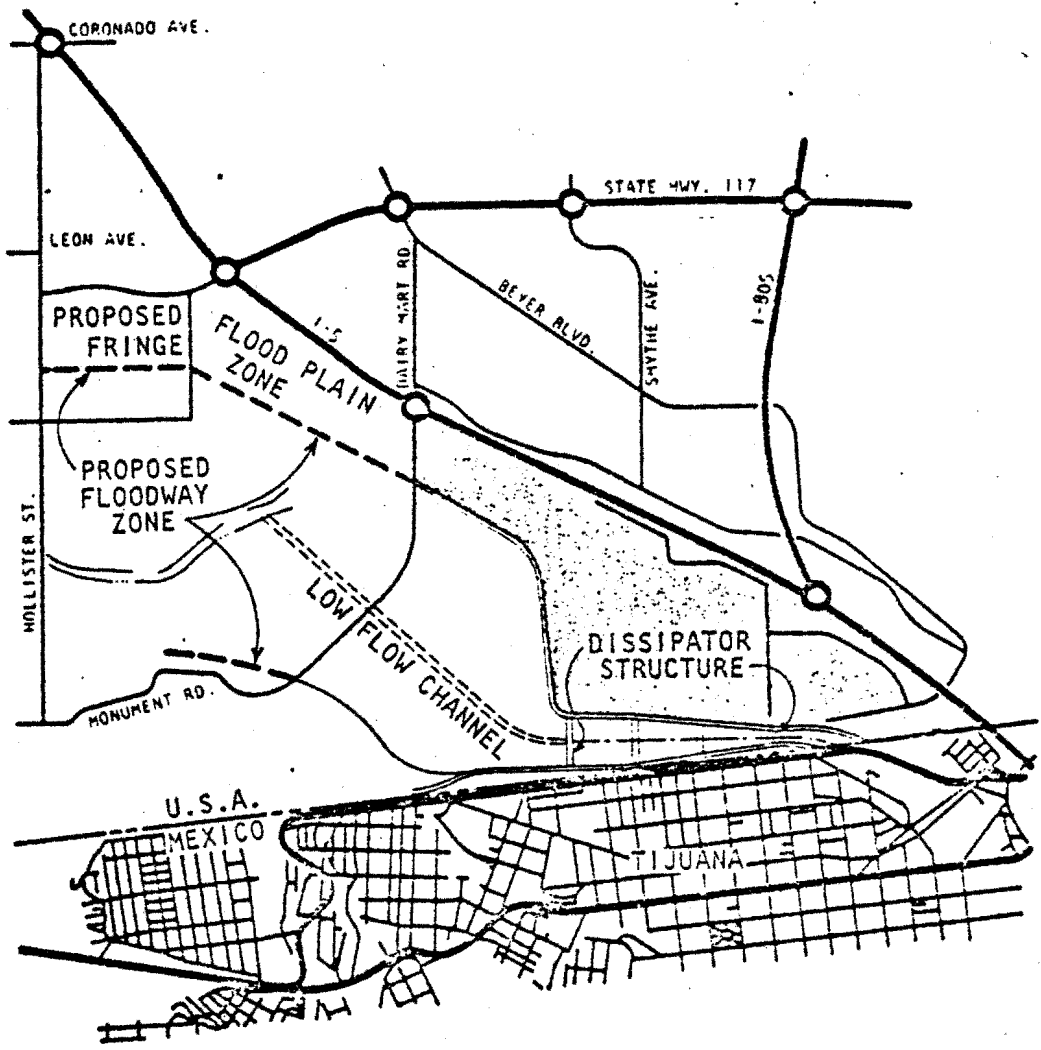 CORONADO AVE.
STATE HWY. 117
LEON AVE.
DAIRY MART RD.
BEYER BLVD.
SMYTHE AVE.
I-805
I-5
PROPOSED
FRINGE
FLOOD PLAIN
ZONE
PROPOSED
FLOODWAY
ZONE
HOLLISTER ST.
LOW FLOW CHANNEL
DISSIPATOR
STRUCTURE
MONUMENT RD.
U.S.A.
MEXICO
TIJUANA